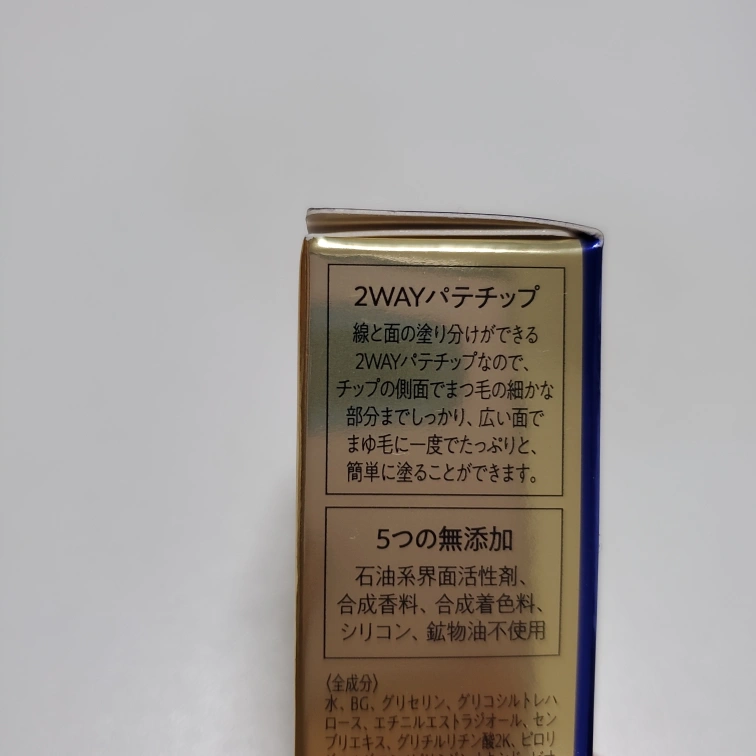 2WAYパテチップ
線と面の塗り分けができる
2WAYパテチップなので、
チップの側面でまつ毛の細かな
部分までしっかり、広い面で
まゆ毛に一度でたっぷりと、
簡単に塗ることができます。
5つの無添加
石油系界面活性剤、
合成香料、合成着色料、
シリコン、鉱物油不使用
〈全成分〉
水、BG、グリセリン、グリコシルトレハ
ロース、エチニルエストラジオール、セン
ブリエキス、グリチルリチン酸2K、ピロリ